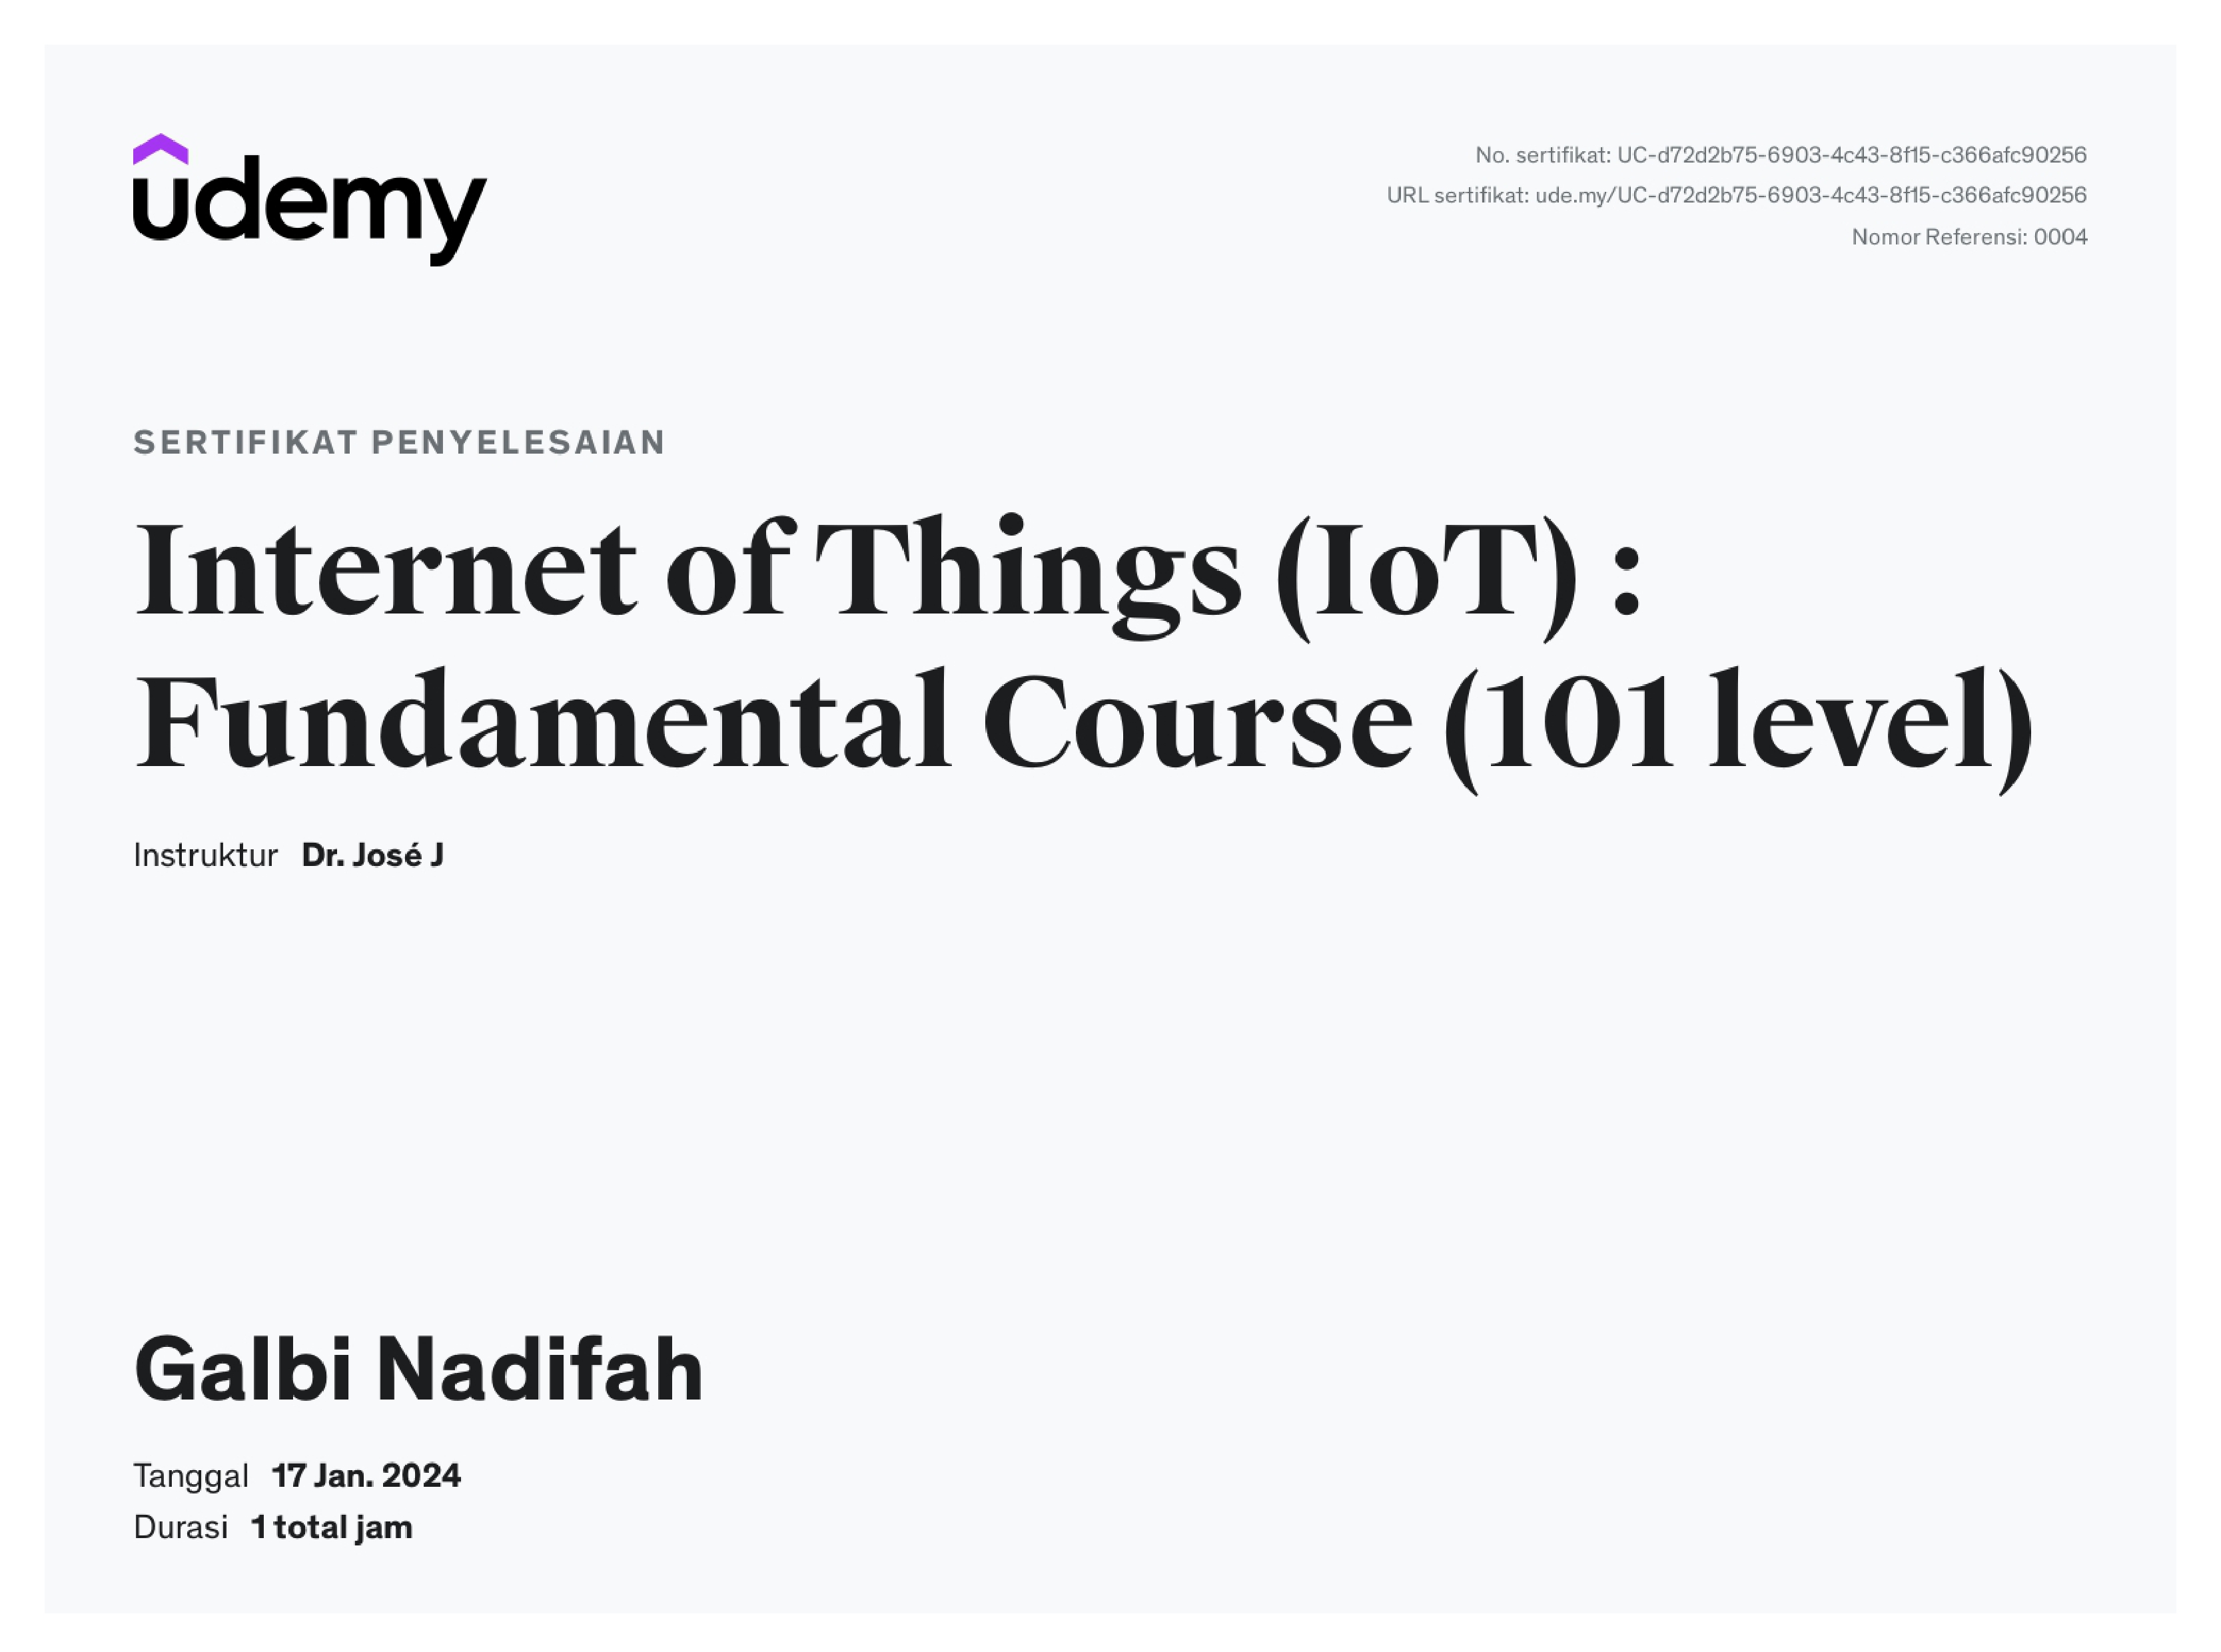 udemy
No. sertifikat: UC-d72d2b75-6903-4c43-8f15-c366afc90256
URL sertifikat: ude.my/UC-d72d2b75-6903-4c43-8f15-c366afc90256
Nomor Referensi: 0004
SERTIFIKAT PENYELESAIAN
Internet of Things (IoT) :
Fundamental Course (101 level)
Instruktur Dr. José J
Galbi Nadifah
Tanggal 17 Jan. 2024
Durasi 1 total jam